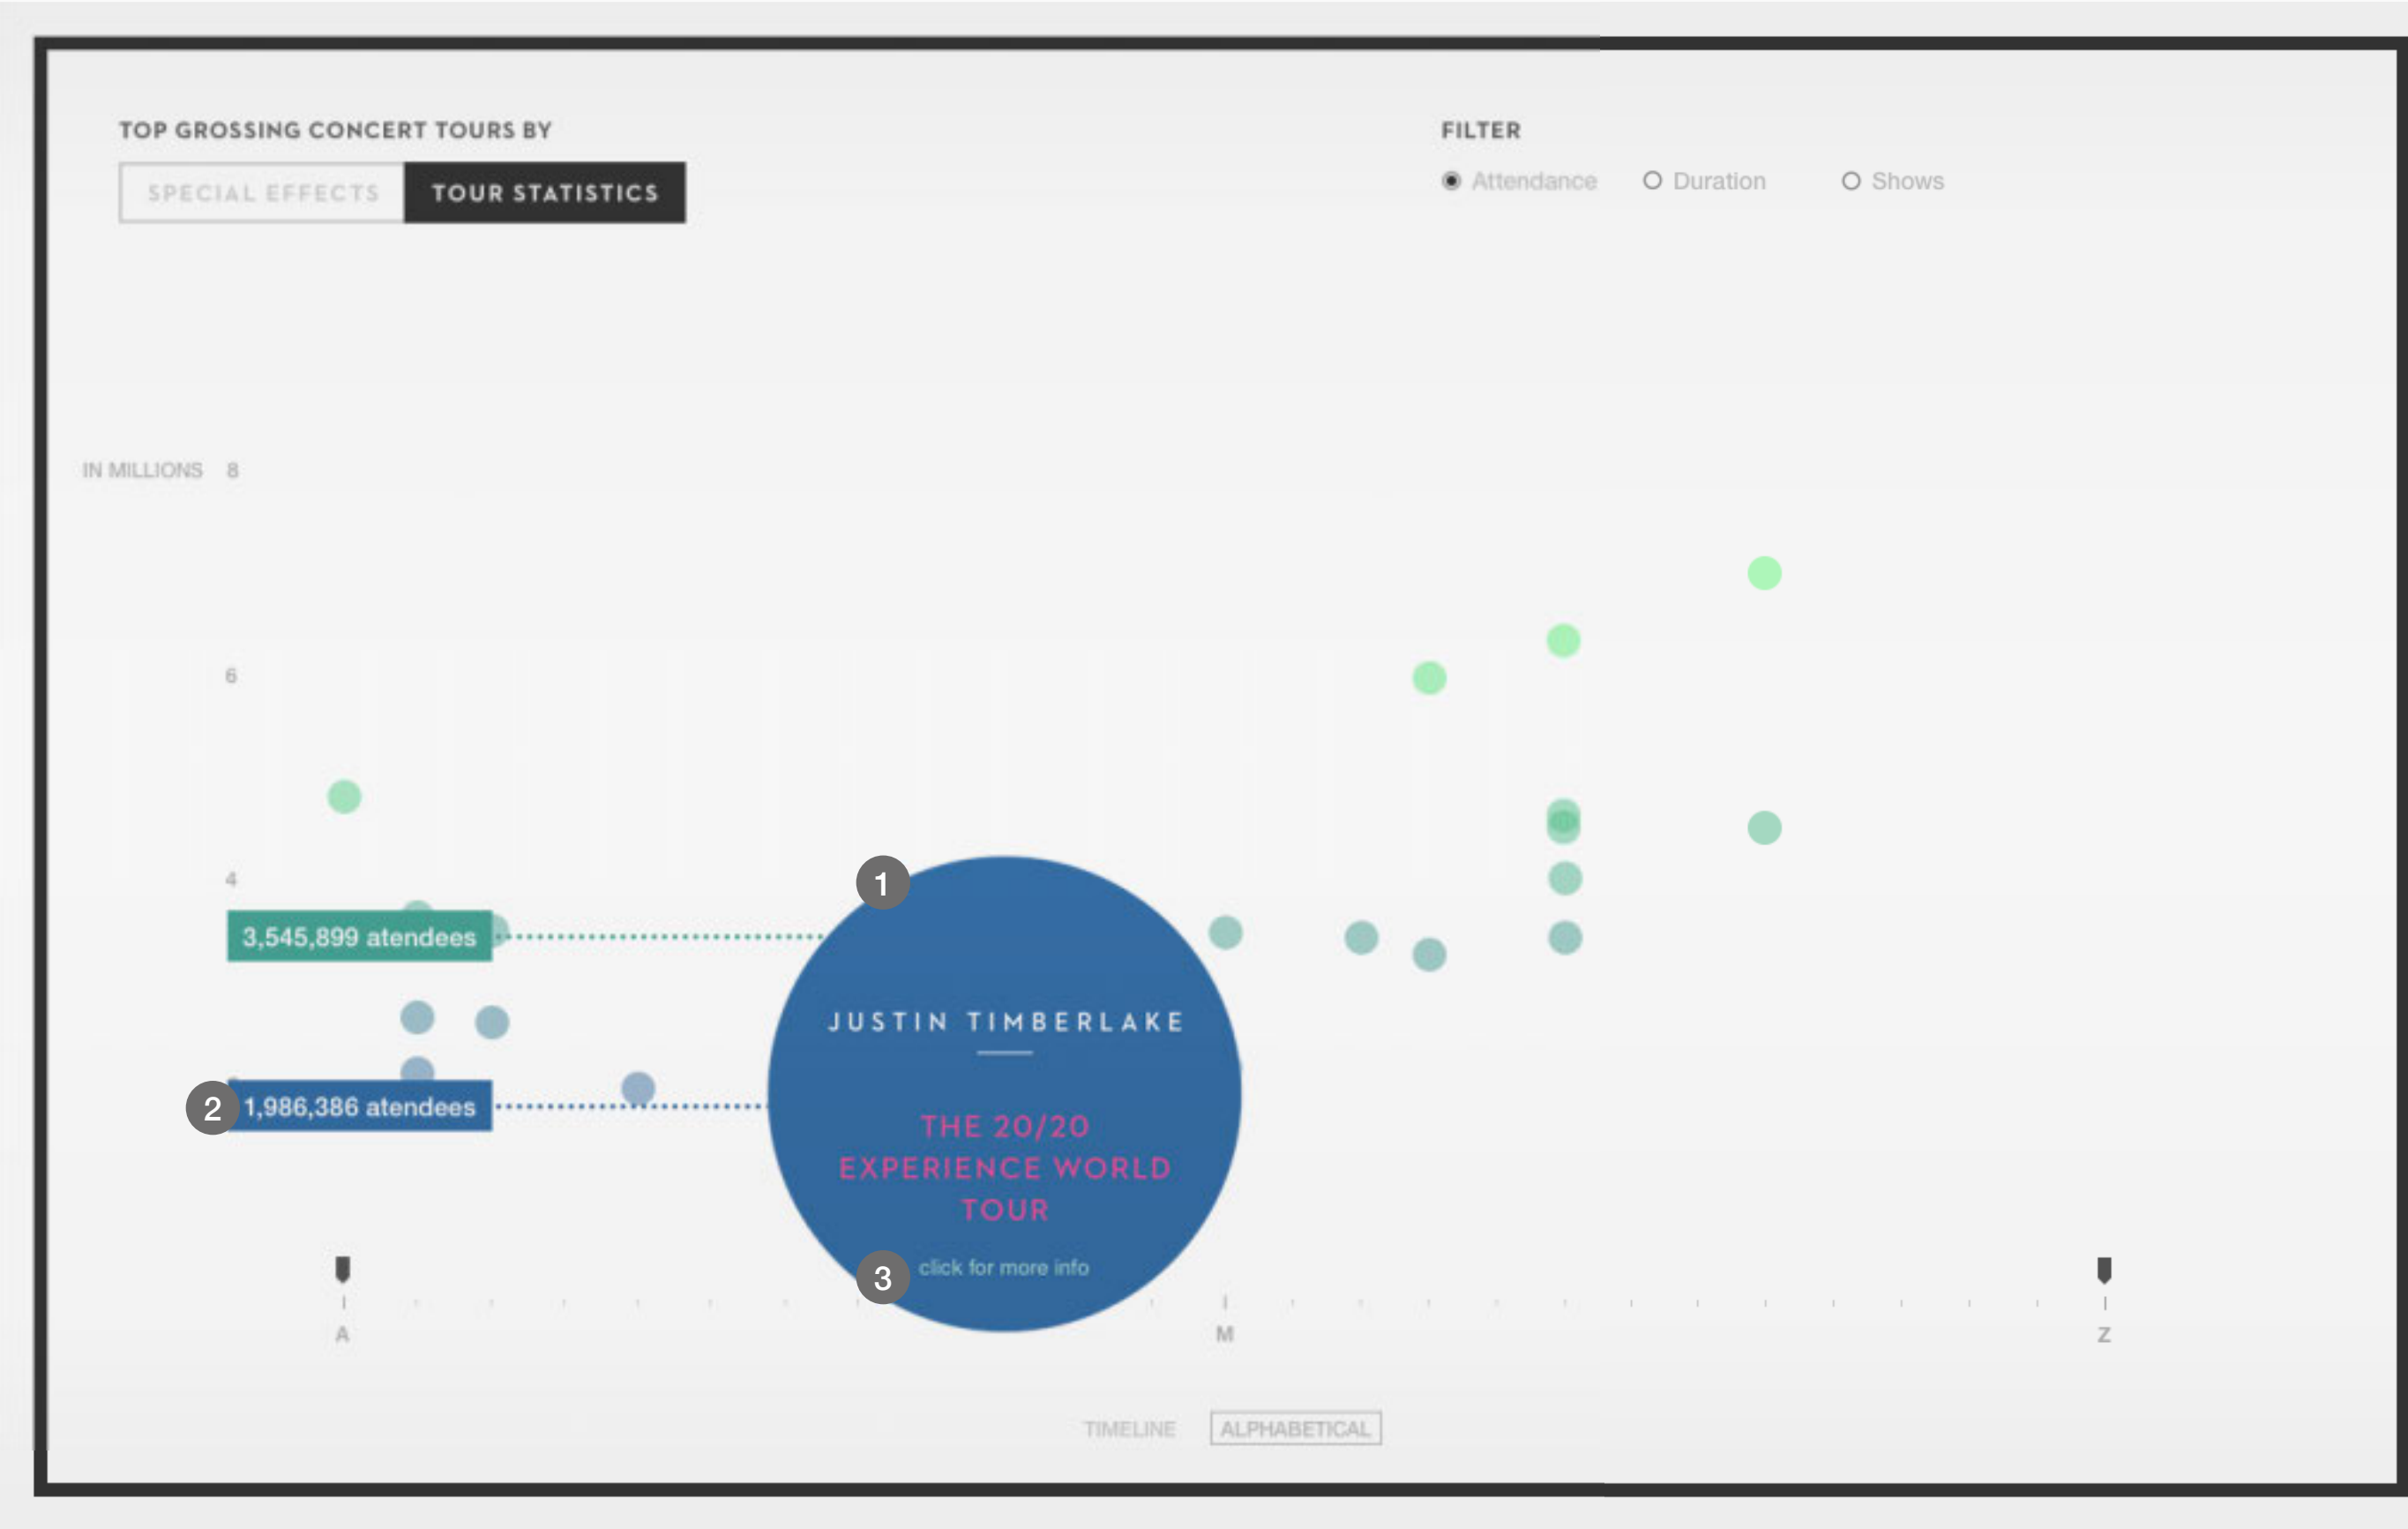 TOP GROSSING CONCERT TOURS BY
SPECIAL EFFECTS
TOUR STATISTICS
FILTER
Attendance
Duration
Shows
IN MILLIONS 8
6
4
1
3,545,899 atendees
JUSTIN TIMBERLAKE
2
1,986,386 atendees
THE 20/20
EXPERIENCE WORLD
TOUR
3
click for more info
A
M
Z
TIMELINE
ALPHABETICAL